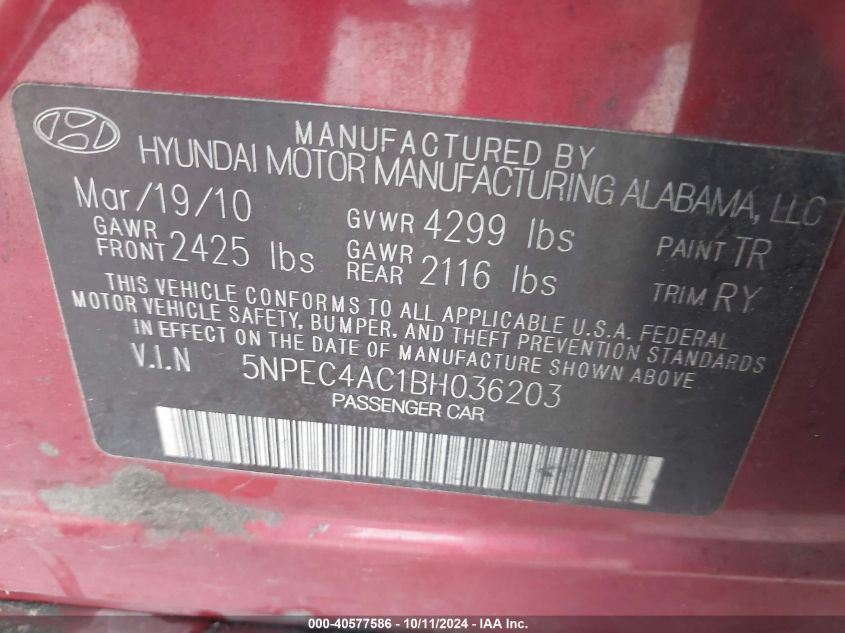 MANUFACTURED BY
HYUNDAI MOTOR MANUFACTURING ALABAMA, LLC
Mar/19/10 GVWR 4299 lbs PAINT TR
GAWR FRONT 2425 lbs GAWR REAR 2116 lbs TRIM RY
THIS VEHICLE CONFORMS TO ALL APPLICABLE U.S.A. FEDERAL
MOTOR VEHICLE SAFETY, BUMPER, AND THEFT PREVENTION STANDARDS
IN EFFECT ON THE DATE OF MANUFACTURE SHOWN ABOVE
V.I.N 5NPEC4AC1BH036203
PASSENGER CAR
000-40577586 - 10/11/2024 - IAA Inc.